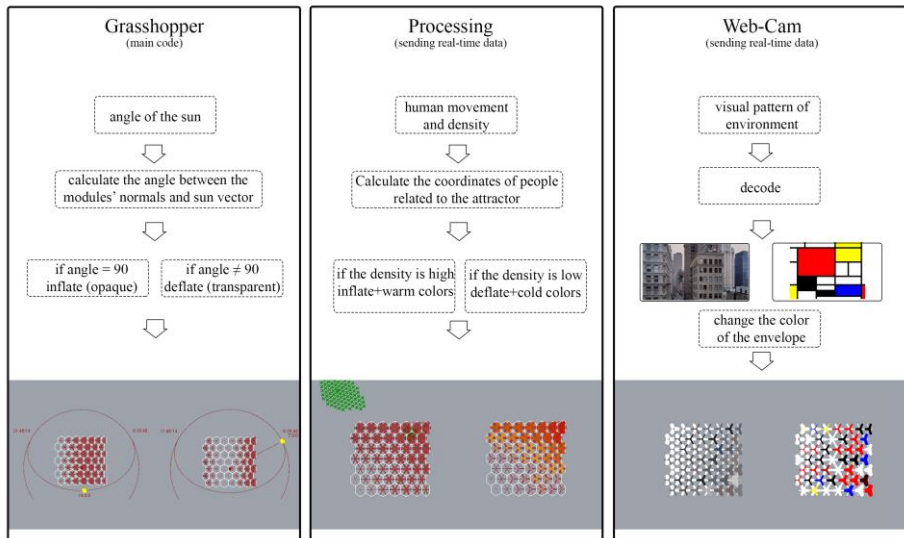 Grasshopper
(main code)
angle of the sun
calculate the angle between the
modules' normals and sun vector
if angle = 90
inflate (opaque)
if angle ≠ 90
deflate (transparent)
Processing
(sending real-time data)
human movement
and density
Calculate the coordinates of people
related to the attractor
if the density is high
inflate+warm colors
if the density is low
deflate+cold colors
Web-Cam
(sending real-time data)
visual pattern of
environment
decode
change the color
of the envelope